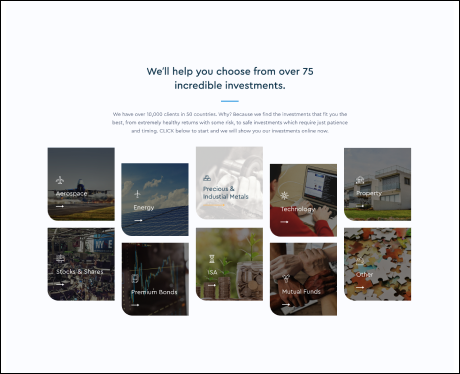 We'll help you choose from over 75
incredible investments.
We have over 10,000 clients in 50 countries. Why? Because we find the investments that fit you the
best, from extremely healthy returns with some risk, to safe investments which require just patience
and timing. CLICK below to start and we will show you our investments online now.
Aerospace
Energy
Precious &
Industial Metals
Technology
Property
Stocks & Shares
Premium Bonds
ISA
Mutual Funds
Other